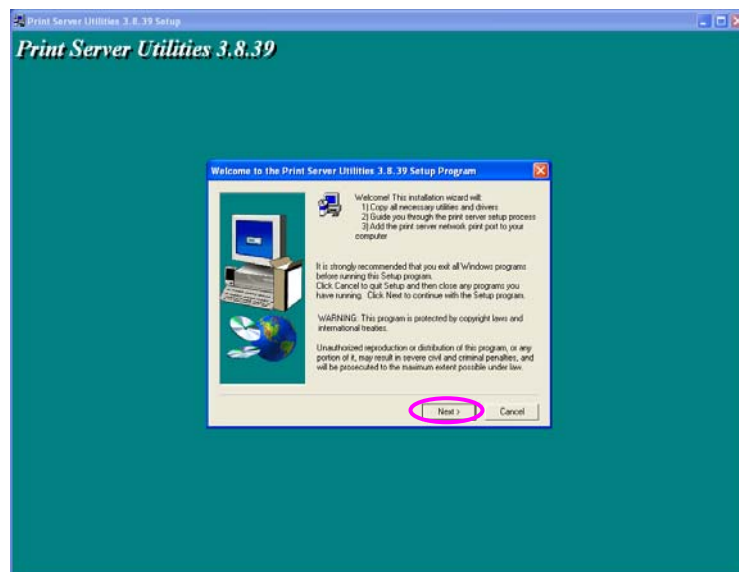 Print Server Utilities 3.8.39 Setup
Print Server Utilities 3.8.39
Welcome to the Print Server Utilities 3.8.39 Setup Program
Welcome! This installation wizard will:
1) Copy all necessary utilities and drivers
2) Guide you through the print server setup process
3) Add the print server network print port to your
computer
It is strongly recommended that you exit all Windows programs
before running this Setup program.
Click Cancel to quit Setup and then close any programs you
have running. Click Next to continue with the Setup program.
WARNING: This program is protected by copyright laws and
international treaties.
Unauthorized reproduction or distribution of this program, or any
portion of it, may result in severe civil and criminal penalties, and
will be prosecuted to the maximum extent possible under law.
Next >
Cancel